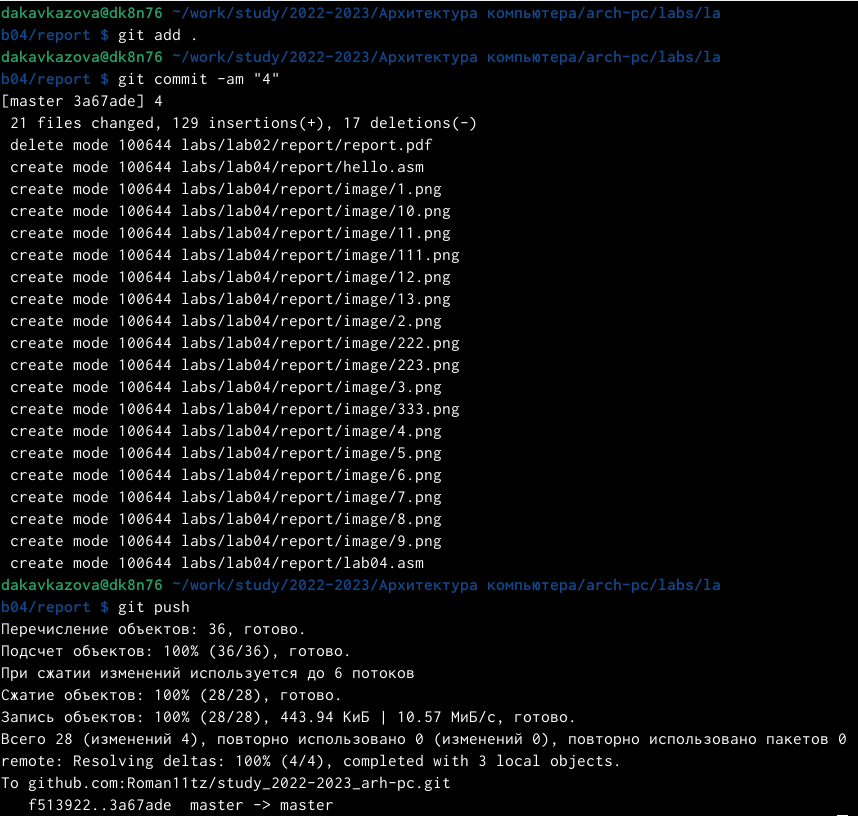 dakavkazova@dk8n76 ~/work/study/2022-2023/Архитектура компьютера/arch-pc/labs/la
b04/report $ git add .
dakavkazova@dk8n76 ~/work/study/2022-2023/Архитектура компьютера/arch-pc/labs/la
b04/report $ git commit -am "4"
[master 3a67ade] 4
 21 files changed, 129 insertions(+), 17 deletions(-)
 delete mode 100644 labs/lab02/report/report.pdf
 create mode 100644 labs/lab04/report/hello.asm
 create mode 100644 labs/lab04/report/image/1.png
 create mode 100644 labs/lab04/report/image/10.png
 create mode 100644 labs/lab04/report/image/11.png
 create mode 100644 labs/lab04/report/image/111.png
 create mode 100644 labs/lab04/report/image/12.png
 create mode 100644 labs/lab04/report/image/13.png
 create mode 100644 labs/lab04/report/image/2.png
 create mode 100644 labs/lab04/report/image/222.png
 create mode 100644 labs/lab04/report/image/223.png
 create mode 100644 labs/lab04/report/image/3.png
 create mode 100644 labs/lab04/report/image/333.png
 create mode 100644 labs/lab04/report/image/4.png
 create mode 100644 labs/lab04/report/image/5.png
 create mode 100644 labs/lab04/report/image/6.png
 create mode 100644 labs/lab04/report/image/7.png
 create mode 100644 labs/lab04/report/image/8.png
 create mode 100644 labs/lab04/report/image/9.png
 create mode 100644 labs/lab04/report/lab04.asm
dakavkazova@dk8n76 ~/work/study/2022-2023/Архитектура компьютера/arch-pc/labs/la
b04/report $ git push
Перечисление объектов: 36, готово.
Подсчет объектов: 100% (36/36), готово.
При сжатии изменений используется до 6 потоков
Сжатие объектов: 100% (28/28), готово.
Запись объектов: 100% (28/28), 443.94 КиБ | 10.57 МиБ/с, готово.
Всего 28 (изменений 4), повторно использовано 0 (изменений 0), повторно использовано пакетов 0
remote: Resolving deltas: 100% (4/4), completed with 3 local objects.
To github.com:Roman11tz/study_2022-2023_arh-pc.git
   f513922..3a67ade  master -> master